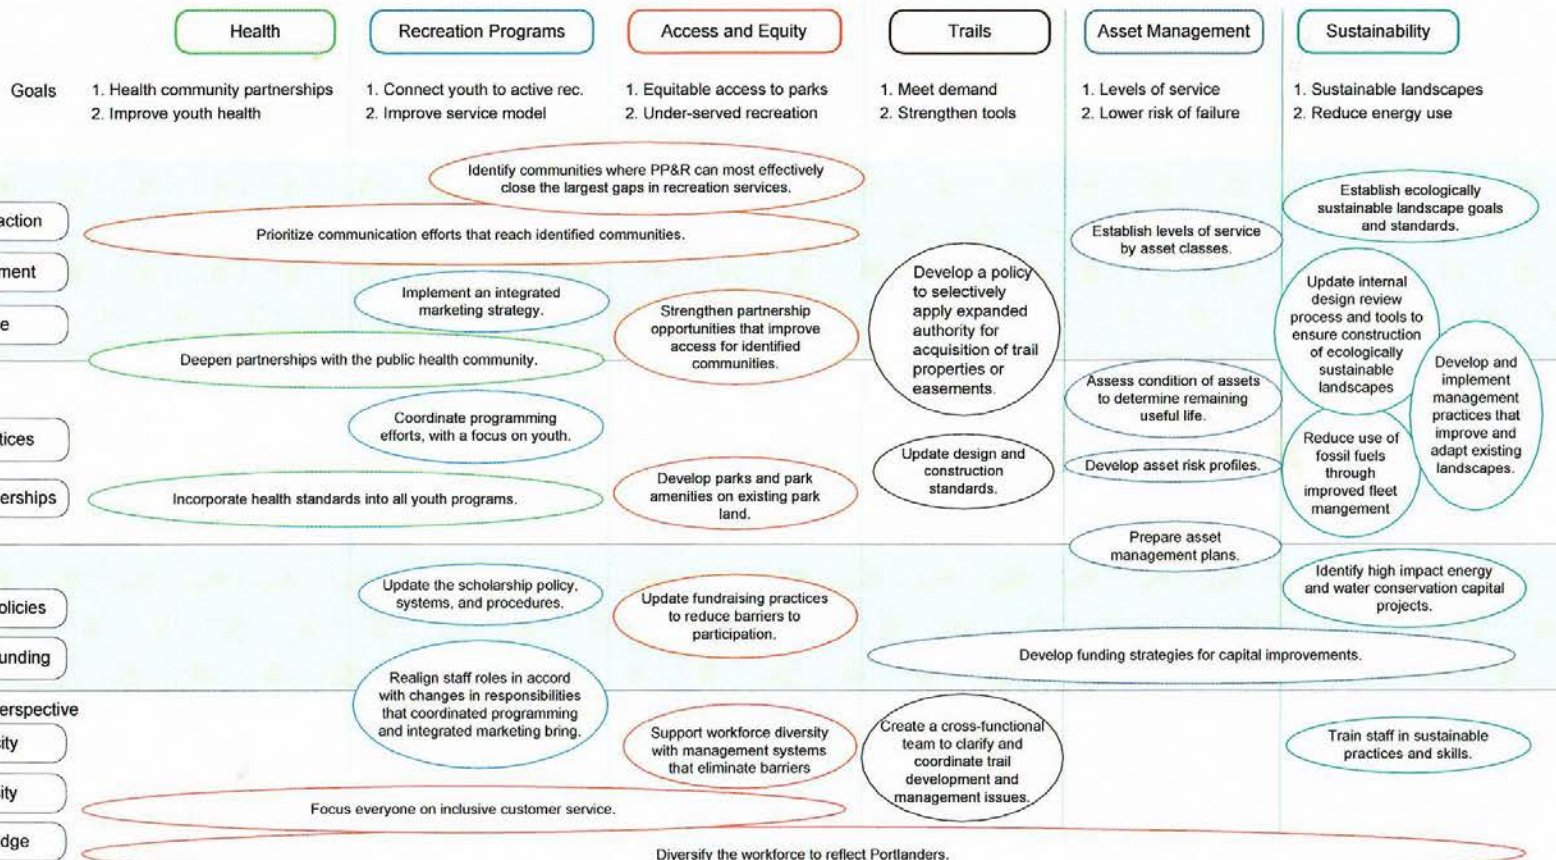 Health
Recreation Programs
Access and Equity
Trails
Asset Management
Sustainability
Goals
1. Health community partnerships
2. Improve youth health
1. Connect youth to active rec.
2. Improve service model
1. Equitable access to parks
2. Under-served recreation
1. Meet demand
2. Strengthen tools
1. Levels of service
2. Lower risk of failure
1. Sustainable landscapes
2. Reduce energy use
Identify communities where PP&R can most effectively
close the largest gaps in recreation services.
Establish ecologically
sustainable landscape goals
and standards.
action
Prioritize communication efforts that reach identified communities.
Establish levels of service
by asset classes.
ment
Implement an integrated
marketing strategy.
Develop a policy
to selectively
apply expanded
authority for
acquisition of trail
properties or
easements.
Update internal
design review
process and tools to
ensure construction
of ecologically
sustainable
landscapes
e
Strengthen partnership
opportunities that improve
access for identified
communities.
Deepen partnerships with the public health community.
Develop and
implement
management
practices that
improve and
adapt existing
landscapes.
Assess condition of assets
to determine remaining
useful life.
Coordinate programming
efforts, with a focus on youth.
tices
Update design and
construction
standards.
Develop asset risk profiles.
Reduce use of
fossil fuels
through
improved fleet
mangement
erships
Incorporate health standards into all youth programs.
Develop parks and park
amenities on existing park
land.
Prepare asset
management plans.
Update the scholarship policy,
systems, and procedures.
Update fundraising practices
to reduce barriers to
participation.
Identify high impact energy
and water conservation capital
projects.
olicies
unding
Develop funding strategies for capital improvements.
Realign staff roles in accord
with changes in responsibilities
that coordinated programming
and integrated marketing bring.
erspective
city
Support workforce diversity
with management systems
that eliminate barriers
Create a cross-functional
team to clarify and
coordinate trail
development and
management issues.
Train staff in sustainable
practices and skills.
sity
Focus everyone on inclusive customer service.
dge
Diversify the workforce to reflect Portlanders.